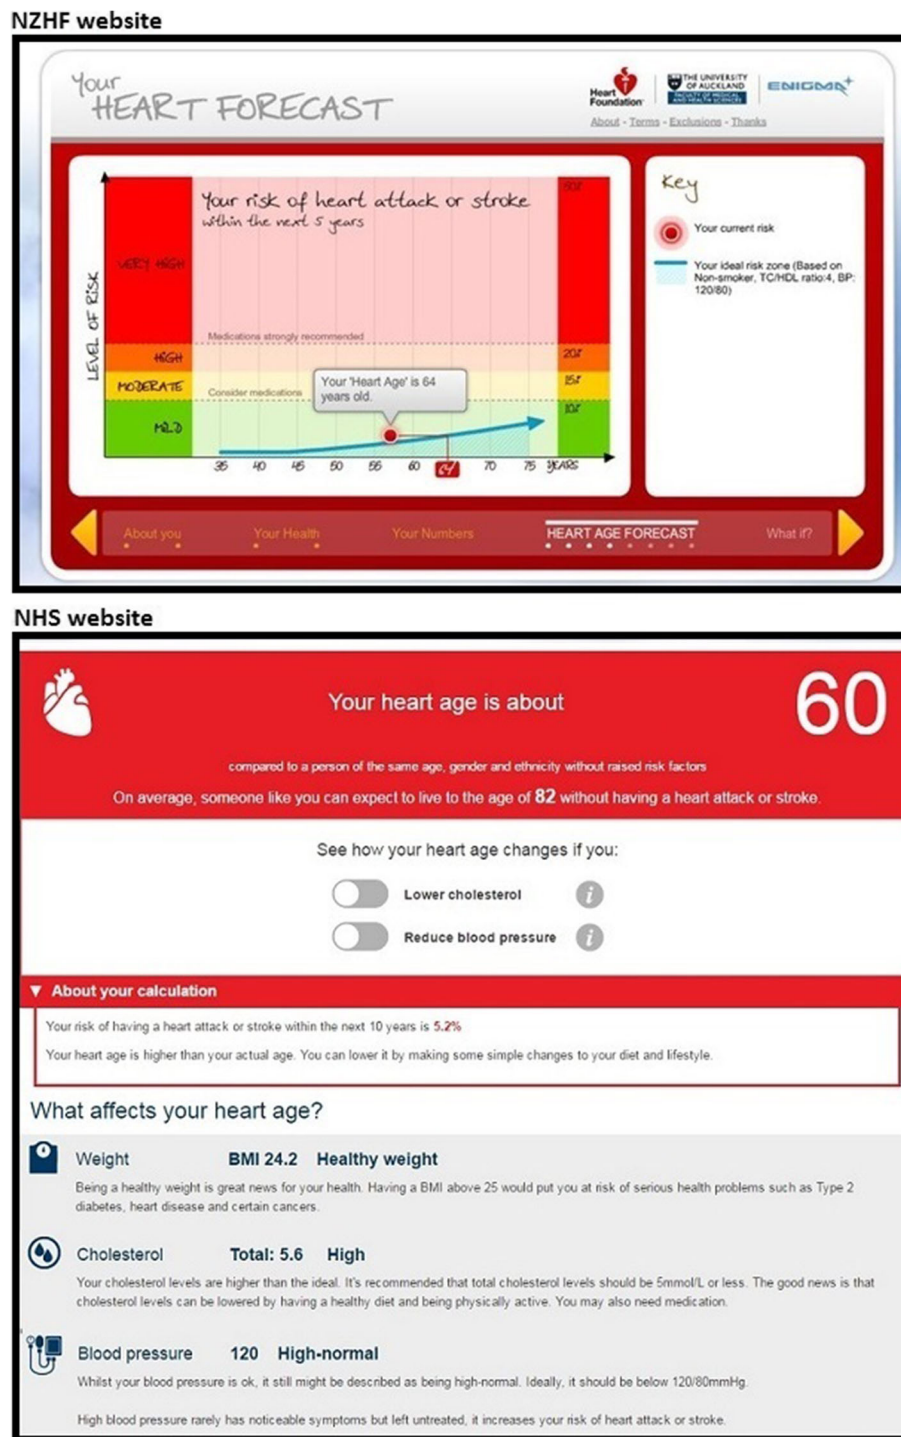 NZHF website
Your
HEART FORECAST
Heart
Foundation
THE UNIVERSITY
OF AUCKLAND
FACULTY OF MEDICAL
AND HEALTH SCIENCES
ENIGMA
About - Terms - Exclusions - Thanks
Your risk of heart attack or stroke
within the next 5 years
LEVEL OF RISK
VERY HIGH
50%
Medications strongly recommended
HIGH
20%
MODERATE
15%
Consider medications
Your 'Heart Age' is 64
years old.
MILD
10%
35 40 45 50 55 60 64 70 75 YEARS
Key
Your current risk
Your ideal risk zone (Based on
Non-smoker, TC/HDL ratio:4, BP:
120/80)
About you Your Health Your Numbers HEART AGE FORECAST What if?
NHS website
Your heart age is about 60
compared to a person of the same age, gender and ethnicity without raised risk factors
On average, someone like you can expect to live to the age of 82 without having a heart attack or stroke.
See how your heart age changes if you:
Lower cholesterol i
Reduce blood pressure i
▼ About your calculation
Your risk of having a heart attack or stroke within the next 10 years is 5.2%
Your heart age is higher than your actual age. You can lower it by making some simple changes to your diet and lifestyle.
What affects your heart age?
Weight BMI 24.2 Healthy weight
Being a healthy weight is great news for your health. Having a BMI above 25 would put you at risk of serious health problems such as Type 2
diabetes, heart disease and certain cancers.
Cholesterol Total: 5.6 High
Your cholesterol levels are higher than the ideal. It's recommended that total cholesterol levels should be 5mmol/L or less. The good news is that
cholesterol levels can be lowered by having a healthy diet and being physically active. You may also need medication.
Blood pressure 120 High-normal
Whilst your blood pressure is ok, it still might be described as being high-normal. Ideally, it should be below 120/80mmHg.
High blood pressure rarely has noticeable symptoms but left untreated, it increases your risk of heart attack or stroke.